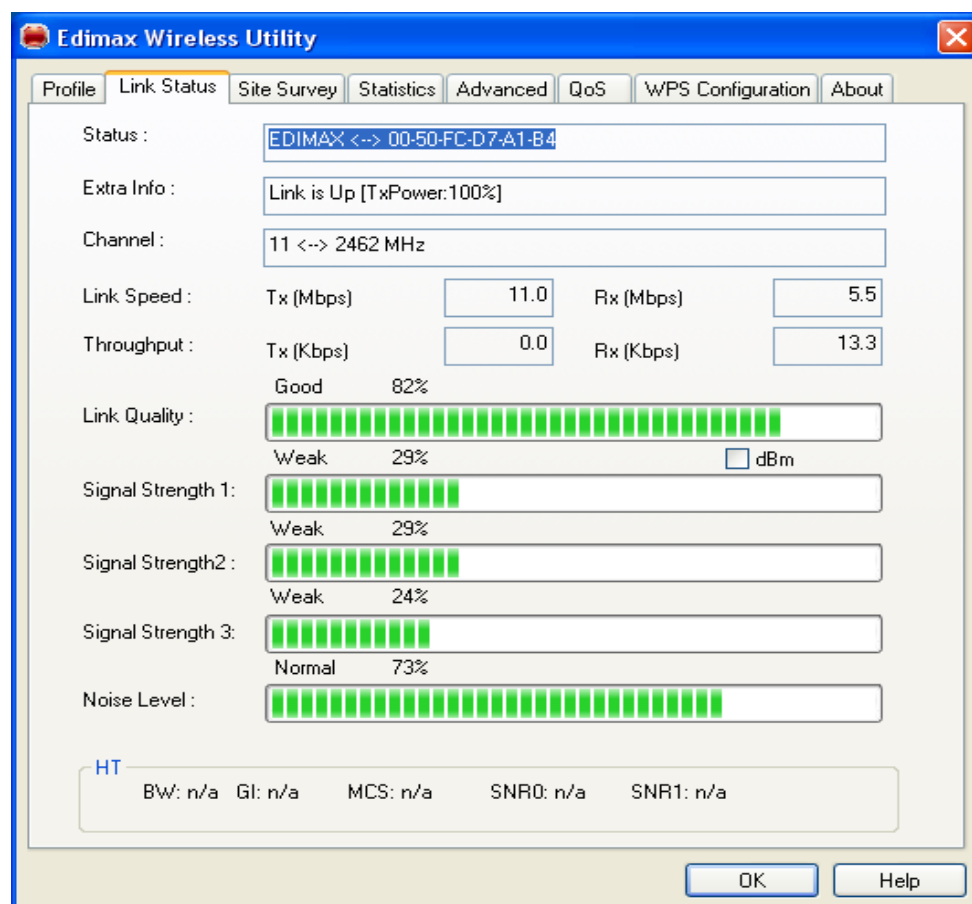 Edimax Wireless Utility
Profile Link Status Site Survey Statistics Advanced QoS WPS Configuration About
Status : EDIMAX <--> 00-50-FC-D7-A1-B4
Extra Info : Link is Up [TxPower:100%]
Channel : 11 <--> 2462 MHz
Link Speed : Tx (Mbps) 11.0 Rx (Mbps) 5.5
Throughput : Tx (Kbps) 0.0 Rx (Kbps) 13.3
Good 82%
Link Quality :
Weak 29% dBm
Signal Strength 1:
Weak 29%
Signal Strength2 :
Weak 24%
Signal Strength 3:
Normal 73%
Noise Level :
HT
BW: n/a GI: n/a MCS: n/a SNR0: n/a SNR1: n/a
OK Help